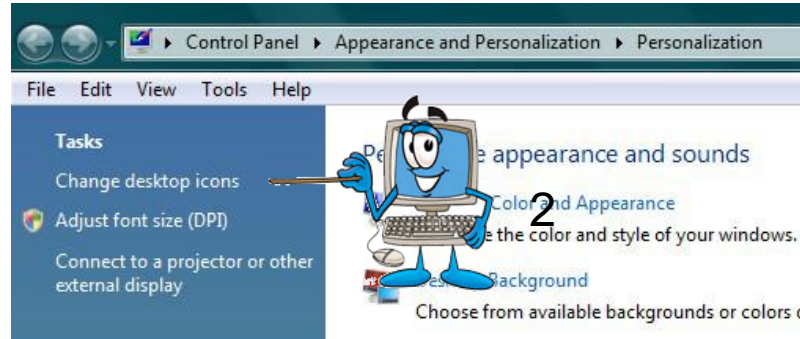 Control Panel Appearance and Personalization Personalization
File Edit View Tools Help
Tasks
Change desktop icons
Adjust font size (DPI)
Connect to a projector or other
external display
appearance and sounds
Color and Appearance
2
the color and style of your windows.
Background
Choose from available backgrounds or colors